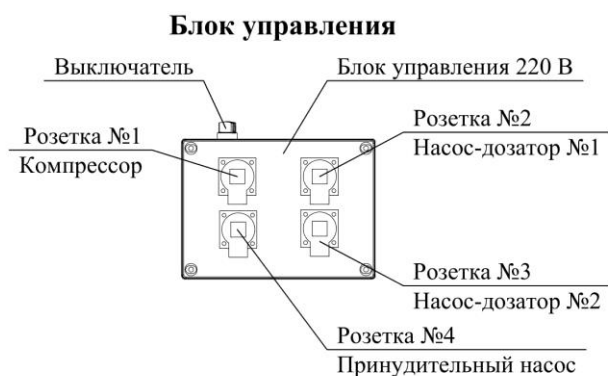 Блок управления
Выключатель
Блок управления 220 В
Розетка №1
Компрессор
Розетка №2
Насос-дозатор №1
Розетка №3
Насос-дозатор №2
Розетка №4
Принудительный насос